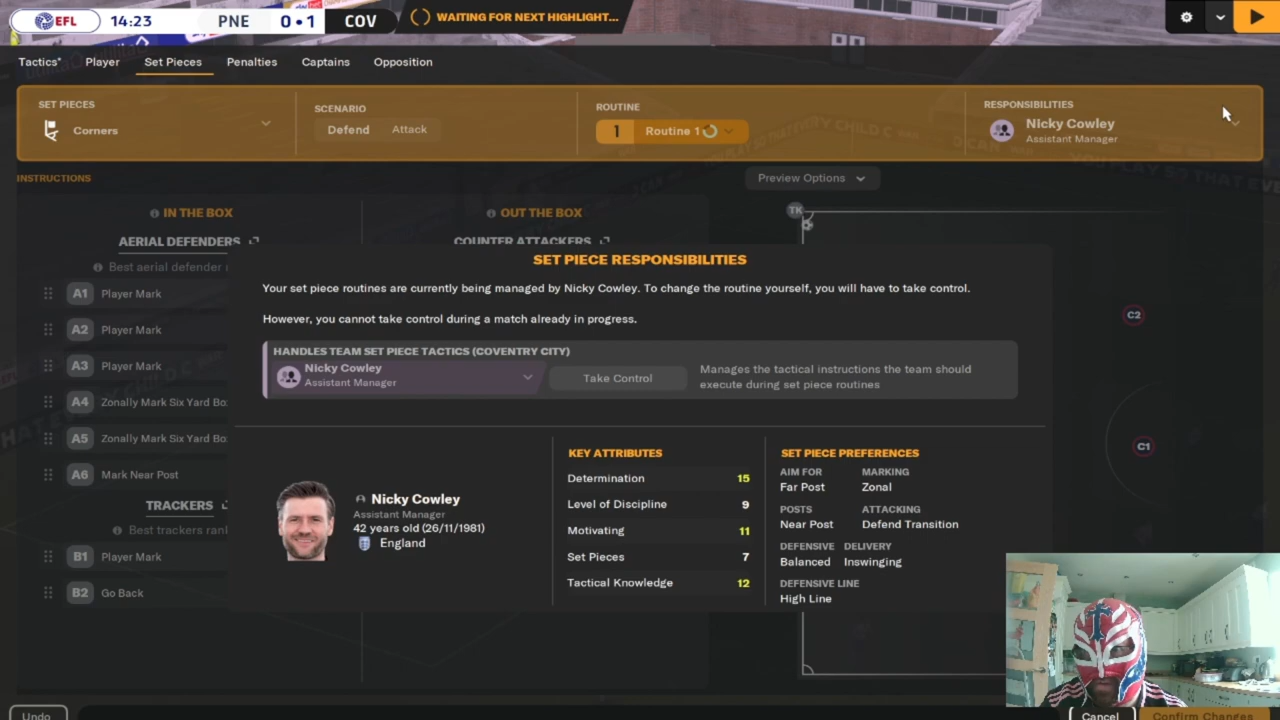 EFL 14:23 PNE 0 - 1 COV WAITING FOR NEXT HIGHLIGHT...
Tactics* Player Set Pieces Penalties Captains Opposition
SET PIECES
Corners
SCENARIO
Defend Attack
ROUTINE
1 Routine 1
RESPONSIBILITIES
Nicky Cowley
Assistant Manager
INSTRUCTIONS
Preview Options
IN THE BOX
OUT THE BOX
AERIAL DEFENDERS
COUNTER ATTACKERS
Best aerial defender
A1 Player Mark
A2 Player Mark
A3 Player Mark
A4 Zonally Mark Six Yard Bo
A5 Zonally Mark Six Yard Bo
A6 Mark Near Post
TRACKERS
Best trackers ran
B1 Player Mark
B2 Go Back
TK
C2
C1
SET PIECE RESPONSIBILITIES
Your set piece routines are currently being managed by Nicky Cowley. To change the routine yourself, you will have to take control.
However, you cannot take control during a match already in progress.
HANDLES TEAM SET PIECE TACTICS (COVENTRY CITY)
Nicky Cowley
Assistant Manager
Take Control
Manages the tactical instructions the team should
execute during set piece routines
Nicky Cowley
Assistant Manager
42 years old (26/11/1981)
England
KEY ATTRIBUTES
Determination 15
Level of Discipline 9
Motivating 11
Set Pieces 7
Tactical Knowledge 12
SET PIECE PREFERENCES
AIM FOR MARKING
Far Post Zonal
POSTS ATTACKING
Near Post Defend Transition
DEFENSIVE DELIVERY
Balanced Inswinging
DEFENSIVE LINE
High Line
Undo
Cancel Confirm Changes